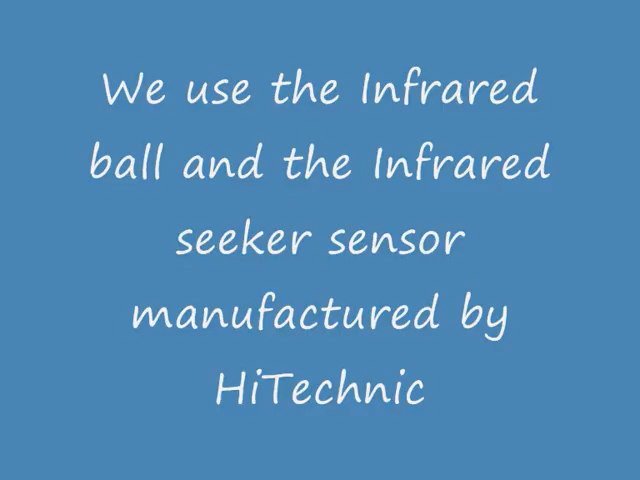 We use the Infrared
ball and the Infrared
seeker sensor
manufactured by
HiTechnic